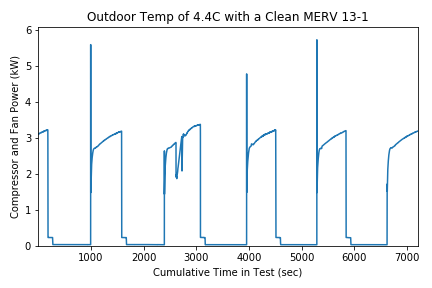 Outdoor Temp of 4.4C with a Clean MERV 13-1
Compressor and Fan Power (kW)
6
5
4
3
2
1
0
1000 2000 3000 4000 5000 6000 7000
Cumulative Time in Test (sec)